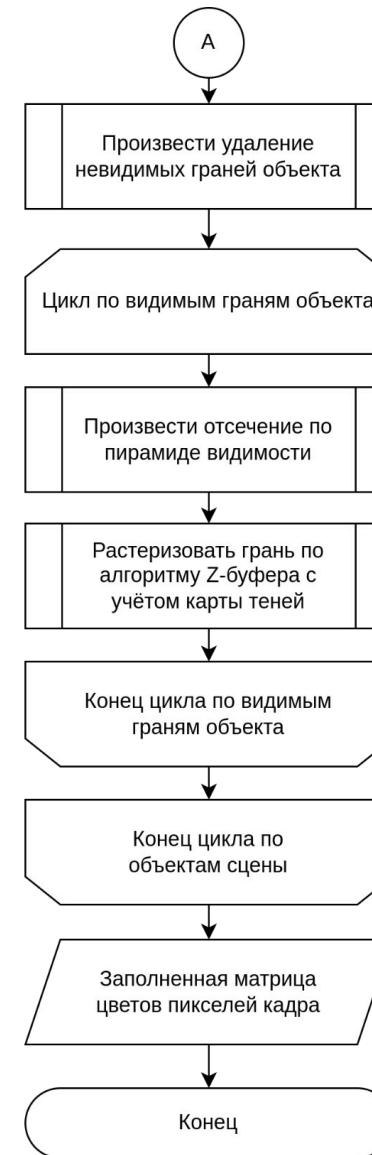 А
Произвести удаление
невидимых граней объекта
Цикл по видимым граням объекта
Произвести отсечение по
пирамиде видимости
Растеризовать грань по
алгоритму Z-буфера с
учётом карты теней
Конец цикла по видимым
граням объекта
Конец цикла по
объектам сцены
Заполненная матрица
цветов пикселей кадра
Конец